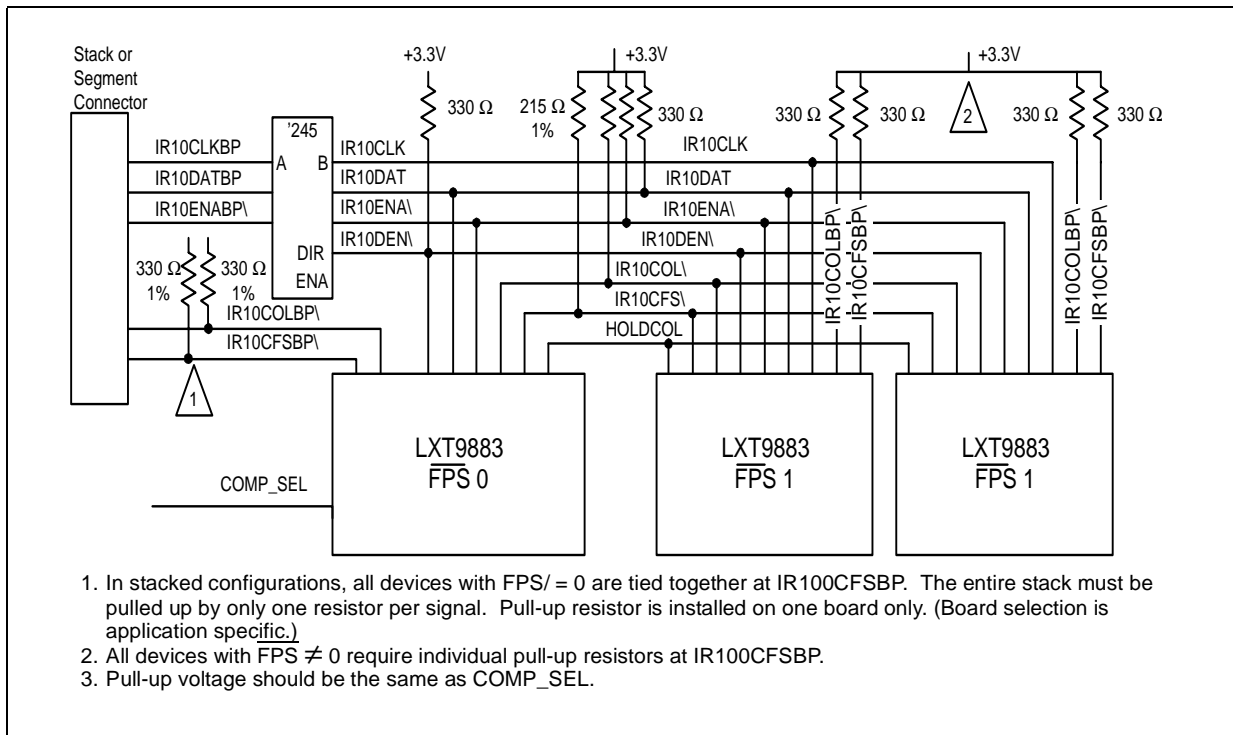 Stack or
Segment
Connector
+3.3V
+3.3V
+3.3V
330 Ω
215 Ω
1%
330 Ω
330 Ω
330 Ω
2
330 Ω
330 Ω
'245
A
B
DIR
ENA
IR10CLKBP
IR10DATBP
IR10ENABP\
IR10CLK
IR10CLK
IR10DAT
IR10DAT
IR10ENA\
IR10ENA\
IR10DEN\
IR10DEN\
330 Ω
1%
330 Ω
1%
IR10COL\
IR10CFS\
HOLDCOL
IR10COLBP\
IR10CFSBP\
IR10COLBP\
IR10CFSBP\
IR10COLBP\
IR10CFSBP\
1
LXT9883
FPS 0
LXT9883
FPS 1
LXT9883
FPS 1
COMP_SEL
1. In stacked configurations, all devices with FPS/ = 0 are tied together at IR100CFSBP. The entire stack must be
pulled up by only one resistor per signal. Pull-up resistor is installed on one board only. (Board selection is
application specific.)
2. All devices with FPS ≠ 0 require individual pull-up resistors at IR100CFSBP.
3. Pull-up voltage should be the same as COMP_SEL.